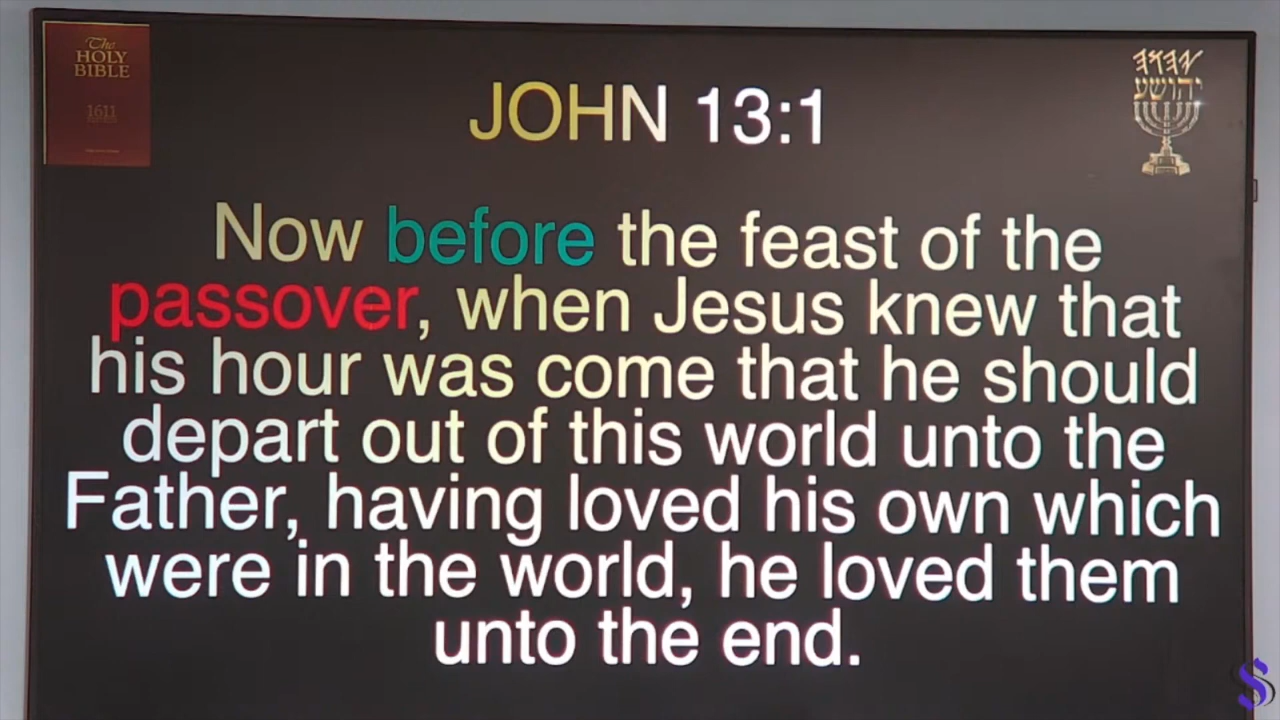 The
HOLY
BIBLE
1611
JOHN 13:1
יהושע
Now before the feast of the
passover, when Jesus knew that
his hour was come that he should
depart out of this world unto the
Father, having loved his own which
were in the world, he loved them
unto the end.
S